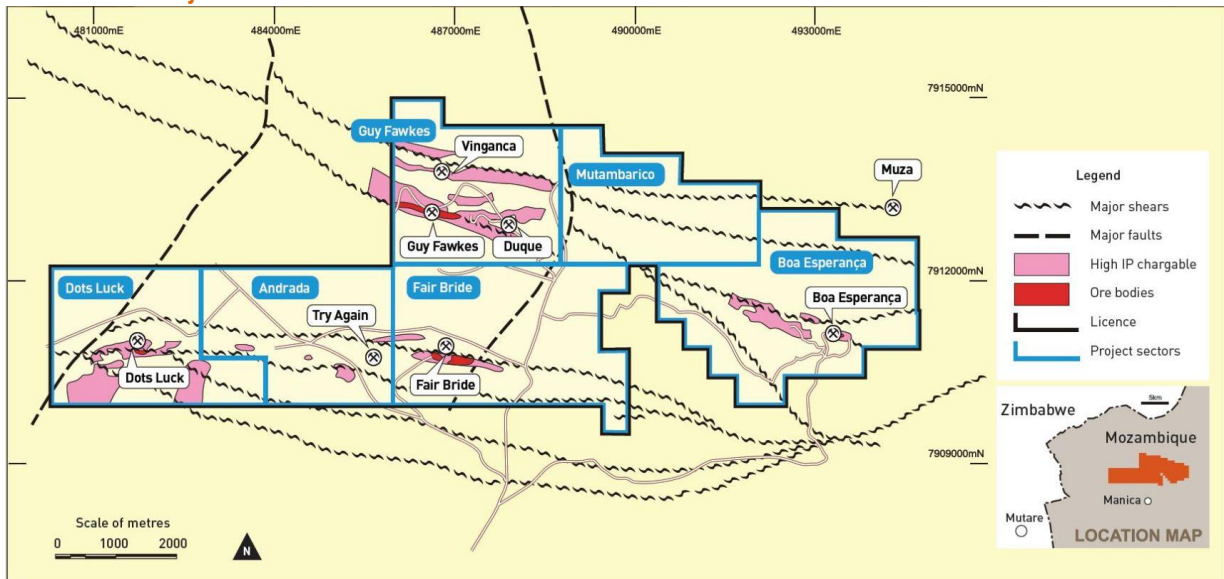 481000mE
484000mE
487000mE
490000mE
493000mE
7915000mN
Guy Fawkes
Vinganca
Mutambarico
Muza
Guy Fawkes
Duque
Boa Esperança
7912000mN
Dots Luck
Andrada
Fair Bride
Boa Esperança
Try Again
Dots Luck
Fair Bride
7909000mN
Scale of metres
0 1000 2000
N
Legend
Major shears
Major faults
High IP chargable
Ore bodies
Licence
Project sectors
5km
Zimbabwe
Mozambique
Manica
Mutare
LOCATION MAP